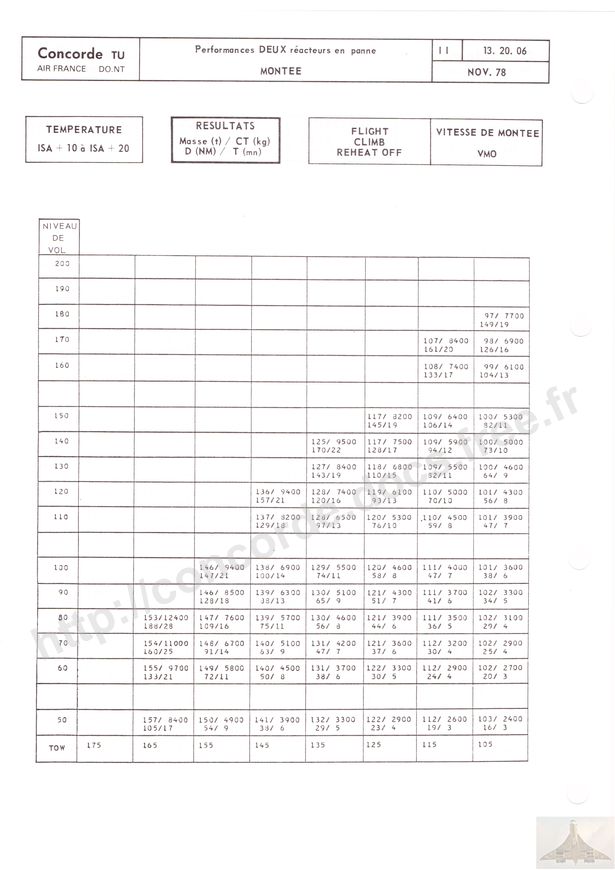 Concorde TU
AIR FRANCE DO.NT
Performances DEUX réacteurs en panne
MONTEE
11
13. 20. 06
NOV. 78
TEMPERATURE
ISA + 10 à ISA + 20
RESULTATS
Masse (t) / CT (kg)
D (NM) / T (mn)
FLIGHT
CLIMB
REHEAT OFF
VITESSE DE MONTEE
VMO
NIVEAU
DE
VOL
200
190
180 97/ 7700
149/19
170 107/ 8400 98/ 6900
161/20 126/16
160 108/ 7400 99/ 6100
133/17 104/13
150 117/ 8200 109/ 6400 100/ 5300
145/19 106/14 82/11
140 125/ 9500 117/ 7500 109/ 5900 100/ 5000
170/22 128/17 94/12 73/10
130 127/ 8400 118/ 6800 109/ 5500 100/ 4600
143/19 110/15 82/11 64/ 9
120 136/ 9400 128/ 7400 119/ 6100 110/ 5000 101/ 4300
157/21 116/16 93/13 70/10 56/ 8
110 137/ 8200 128/ 6500 120/ 5300 110/ 4500 101/ 3900
129/18 97/13 76/10 59/ 8 47/ 7
100 146/ 9400 138/ 6900 129/ 5500 120/ 4600 111/ 4000 101/ 3600
147/21 100/14 74/11 58/ 8 47/ 7 38/ 6
90 146/ 8500 139/ 6300 130/ 5100 121/ 4300 111/ 3700 102/ 3300
128/18 88/13 65/ 9 51/ 7 41/ 6 34/ 5
80 153/12400 147/ 7600 139/ 5700 130/ 4600 121/ 3900 111/ 3500 102/ 3100
188/28 109/16 75/11 56/ 8 44/ 6 36/ 5 29/ 4
70 154/11000 148/ 6700 140/ 5100 131/ 4200 121/ 3600 112/ 3200 102/ 2900
160/25 91/14 63/ 9 47/ 7 37/ 6 30/ 4 25/ 4
60 155/ 9700 149/ 5800 140/ 4500 131/ 3700 122/ 3300 112/ 2900 102/ 2700
133/21 72/11 50/ 8 38/ 6 30/ 5 24/ 4 20/ 3
50 157/ 8400 150/ 4900 141/ 3900 132/ 3300 122/ 2900 112/ 2600 103/ 2400
105/17 54/ 9 38/ 6 29/ 5 23/ 4 19/ 3 16/ 3
TOW 175 165 155 145 135 125 115 105
http://concorde.docs.free.fr